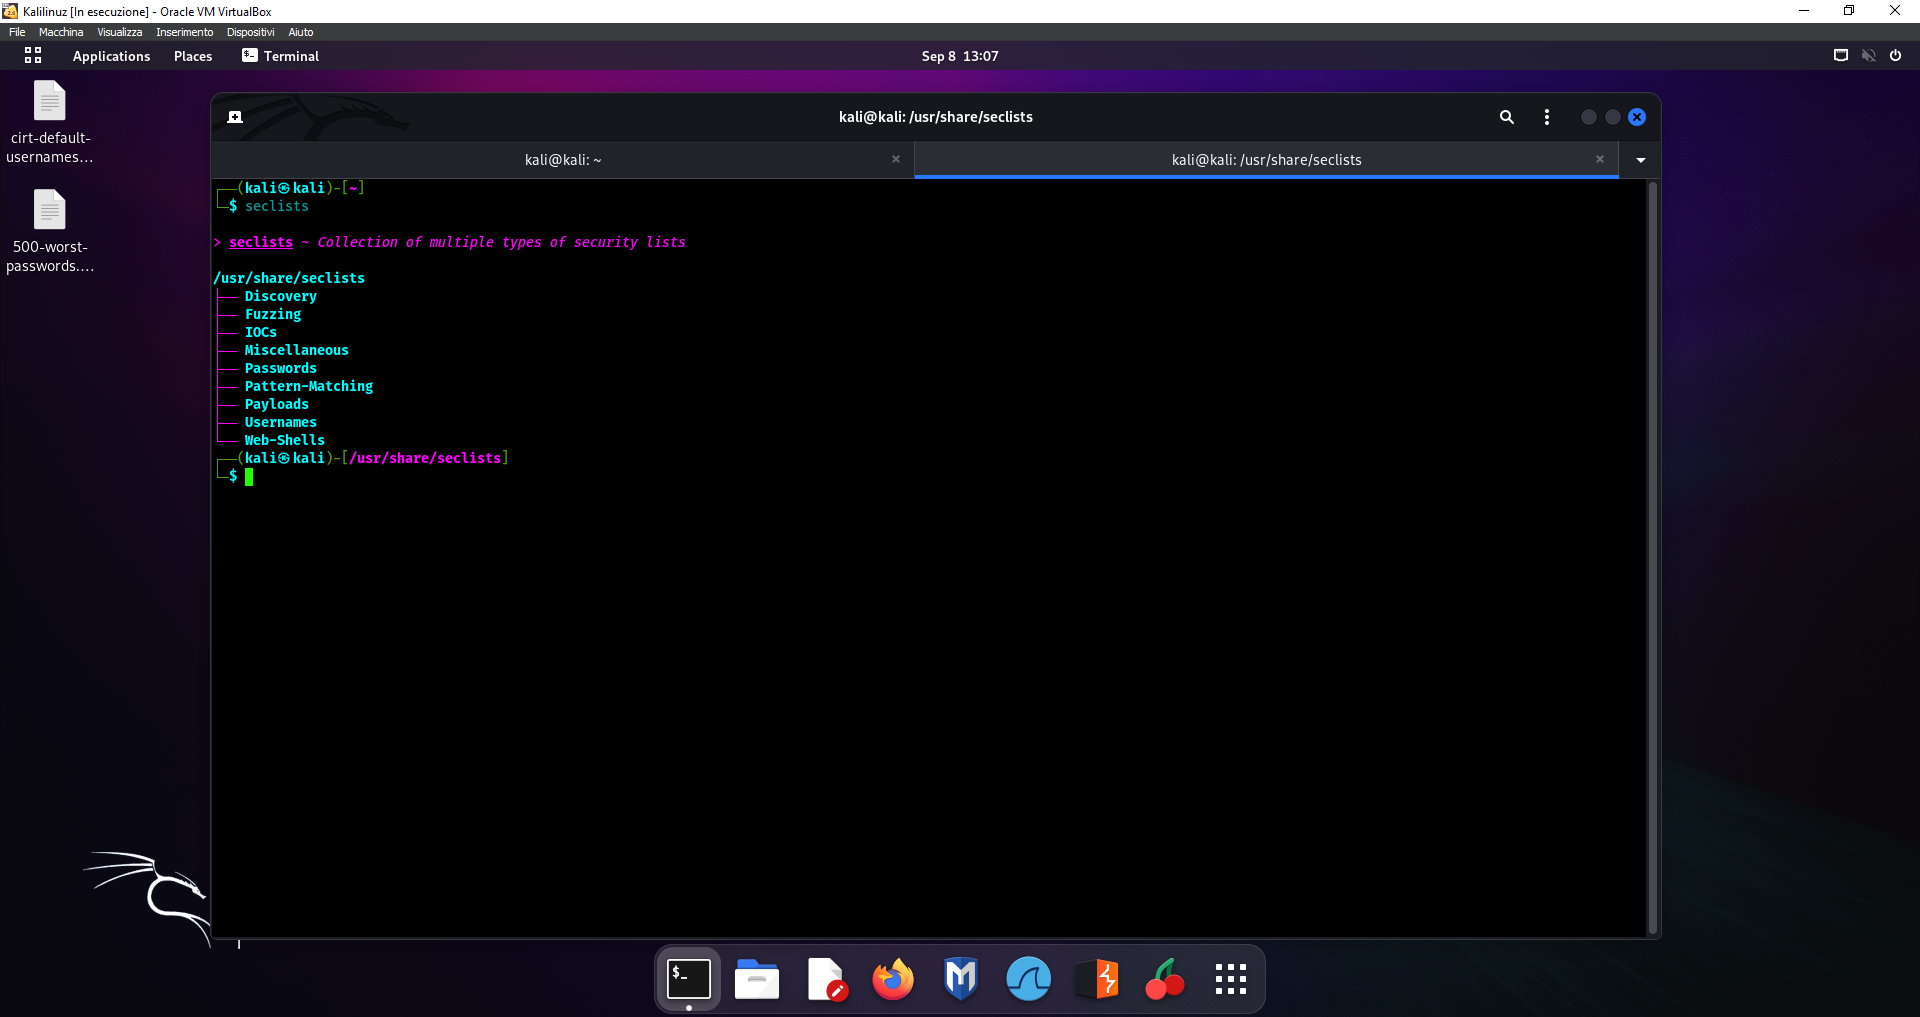 Kalilinuz [In esecuzione] - Oracle VM VirtualBox
File Macchina Visualizza Inserimento Dispositivi Aiuto
Applications Places Terminal Sep 8 13:07
cirt-default-
usernames...
500-worst-
passwords....
kali@kali: /usr/share/seclists
kali@kali: ~ kali@kali: /usr/share/seclists
┌──(kali㉿kali)-[~]
└─$ seclists
> seclists ~ Collection of multiple types of security lists
/usr/share/seclists
├── Discovery
├── Fuzzing
├── IOCs
├── Miscellaneous
├── Passwords
├── Pattern-Matching
├── Payloads
├── Usernames
└── Web-Shells
┌──(kali㉿kali)-[/usr/share/seclists]
└─$